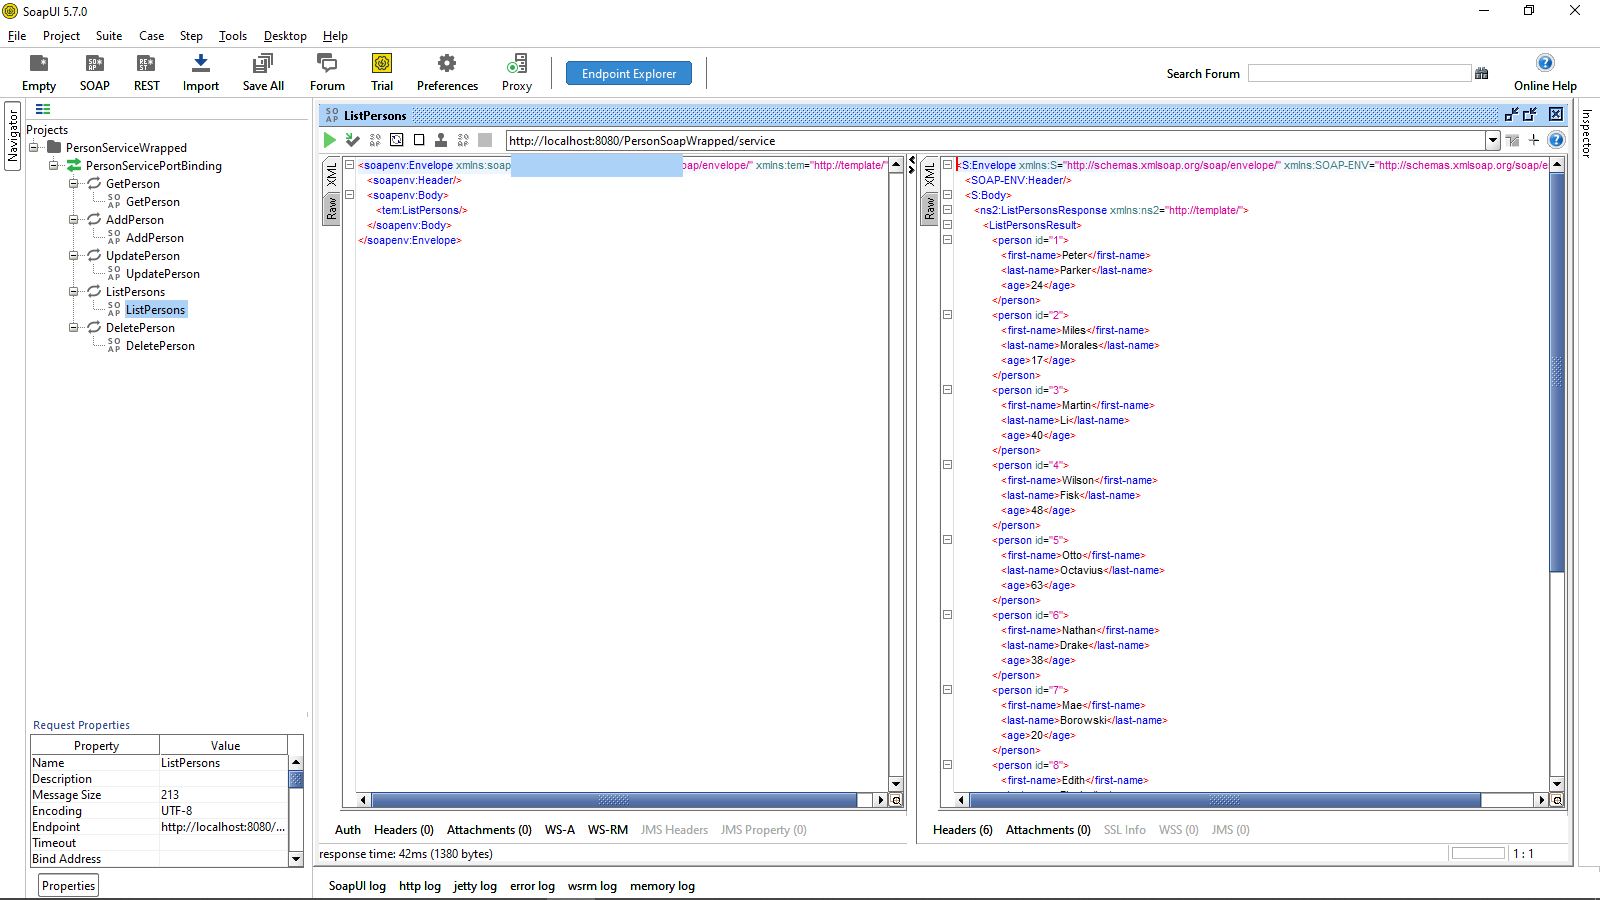 SoapUI 5.7.0
File Project Suite Case Step Tools Desktop Help
Empty SOAP REST Import Save All Forum Trial Preferences Proxy Endpoint Explorer Search Forum Online Help
Navigator
Projects
PersonServiceWrapped
PersonServicePortBinding
GetPerson
SO AP GetPerson
AddPerson
SO AP AddPerson
UpdatePerson
SO AP UpdatePerson
ListPersons
SO AP ListPersons
DeletePerson
SO AP DeletePerson
Request Properties
Property Value
Name ListPersons
Description
Message Size 213
Encoding UTF-8
Endpoint http://localhost:8080/...
Timeout
Bind Address
Properties
SO AP ListPersons
http://localhost:8080/PersonSoapWrapped/service
XML
Raw
<soapenv:Envelope xmlns:soap oap/envelope/" xmlns:tem="http://template/"
<soapenv:Header/>
<soapenv:Body>
<tem:ListPersons/>
</soapenv:Body>
</soapenv:Envelope>
Auth Headers (0) Attachments (0) WS-A WS-RM JMS Headers JMS Property (0)
XML
Raw
<S:Envelope xmlns:S="http://schemas.xmlsoap.org/soap/envelope/" xmlns:SOAP-ENV="http://schemas.xmlsoap.org/soap/e
<SOAP-ENV:Header/>
<S:Body>
<ns2:ListPersonsResponse xmlns:ns2="http://template/">
<ListPersonsResult>
<person id="1">
<first-name>Peter</first-name>
<last-name>Parker</last-name>
<age>24</age>
</person>
<person id="2">
<first-name>Miles</first-name>
<last-name>Morales</last-name>
<age>17</age>
</person>
<person id="3">
<first-name>Martin</first-name>
<last-name>Li</last-name>
<age>40</age>
</person>
<person id="4">
<first-name>Wilson</first-name>
<last-name>Fisk</last-name>
<age>48</age>
</person>
<person id="5">
<first-name>Otto</first-name>
<last-name>Octavius</last-name>
<age>63</age>
</person>
<person id="6">
<first-name>Nathan</first-name>
<last-name>Drake</last-name>
<age>38</age>
</person>
<person id="7">
<first-name>Mae</first-name>
<last-name>Borowski</last-name>
<age>20</age>
</person>
<person id="8">
<first-name>Edith</first-name>
Headers (6) Attachments (0) SSL Info WSS (0) JMS (0)
Inspector
response time: 42ms (1380 bytes)
1 : 1
SoapUI log http log jetty log error log wsrm log memory log